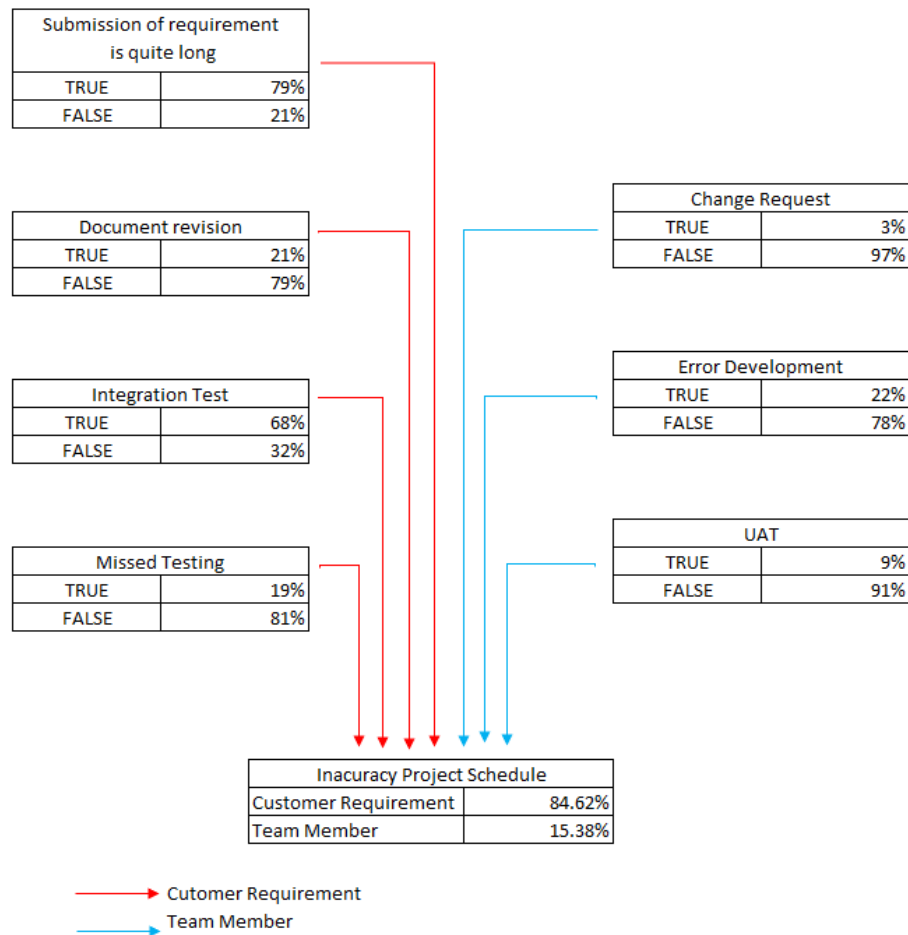 Submission of requirement
is quite long
TRUE 79%
FALSE 21%
Document revision
TRUE 21%
FALSE 79%
Integration Test
TRUE 68%
FALSE 32%
Missed Testing
TRUE 19%
FALSE 81%
Change Request
TRUE 3%
FALSE 97%
Error Development
TRUE 22%
FALSE 78%
UAT
TRUE 9%
FALSE 91%
Inacuracy Project Schedule
Customer Requirement 84.62%
Team Member 15.38%
Cutomer Requirement
Team Member